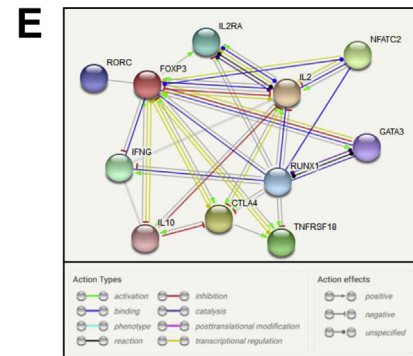 E
IL2RA
NFATC2
RORC
FOXP3
IL2
GATA3
IFNG
RUNX1
CTLA4
IL10
TNFRSF18
Action Types
Action effects
activation
inhibition
positive
binding
catalysis
negative
phenotype
posttranslational modification
unspecified
reaction
transcriptional regulation